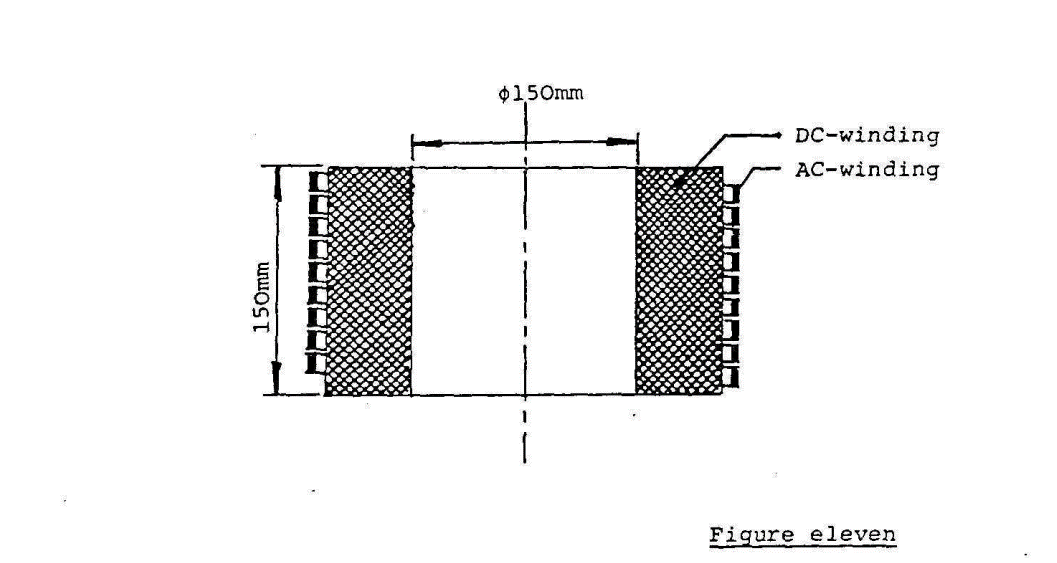 ϕ150mm
DC-winding
AC-winding
150mm
Figure eleven